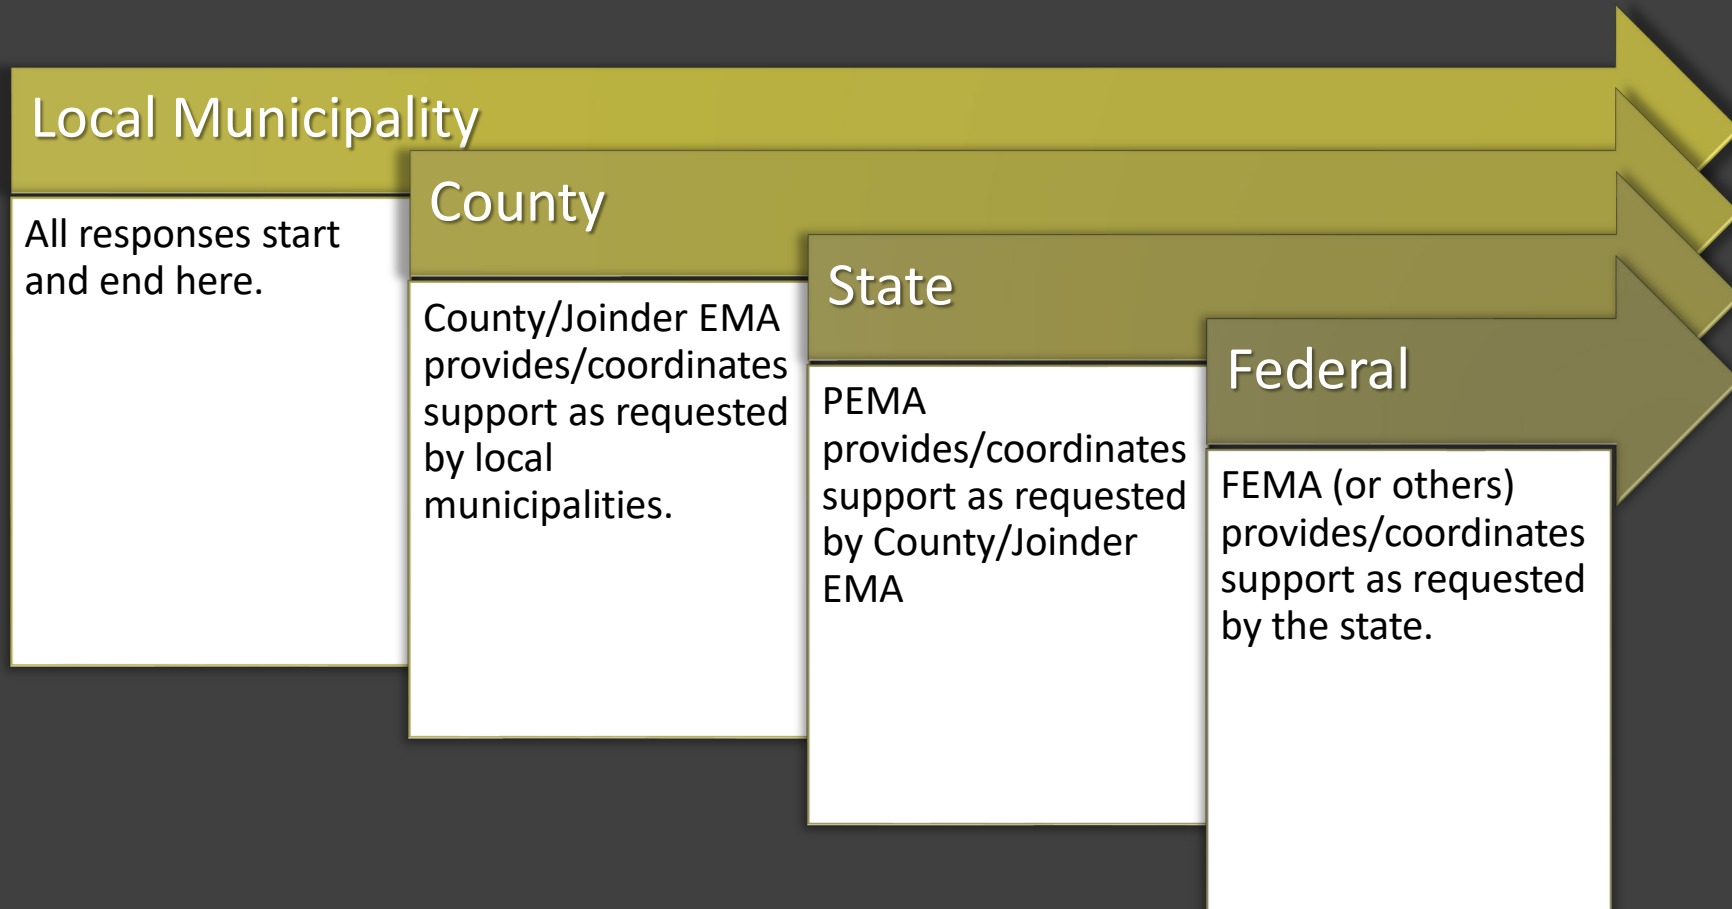 Local Municipality
All responses start
and end here.
County
County/Joinder EMA
provides/coordinates
support as requested
by local
municipalities.
State
PEMA
provides/coordinates
support as requested
by County/Joinder
EMA
Federal
FEMA (or others)
provides/coordinates
support as requested
by the state.